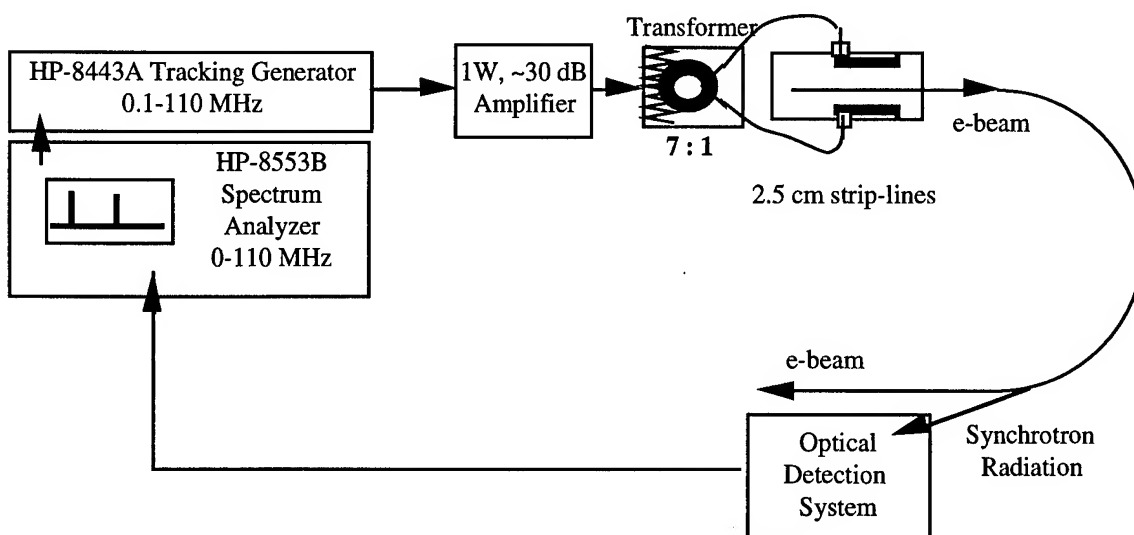 Transformer
HP-8443A Tracking Generator
0.1-110 MHz
1W, ~30 dB
Amplifier
7 : 1
e-beam
HP-8553B
Spectrum
Analyzer
0-110 MHz
2.5 cm strip-lines
e-beam
Optical
Detection
System
Synchrotron
Radiation